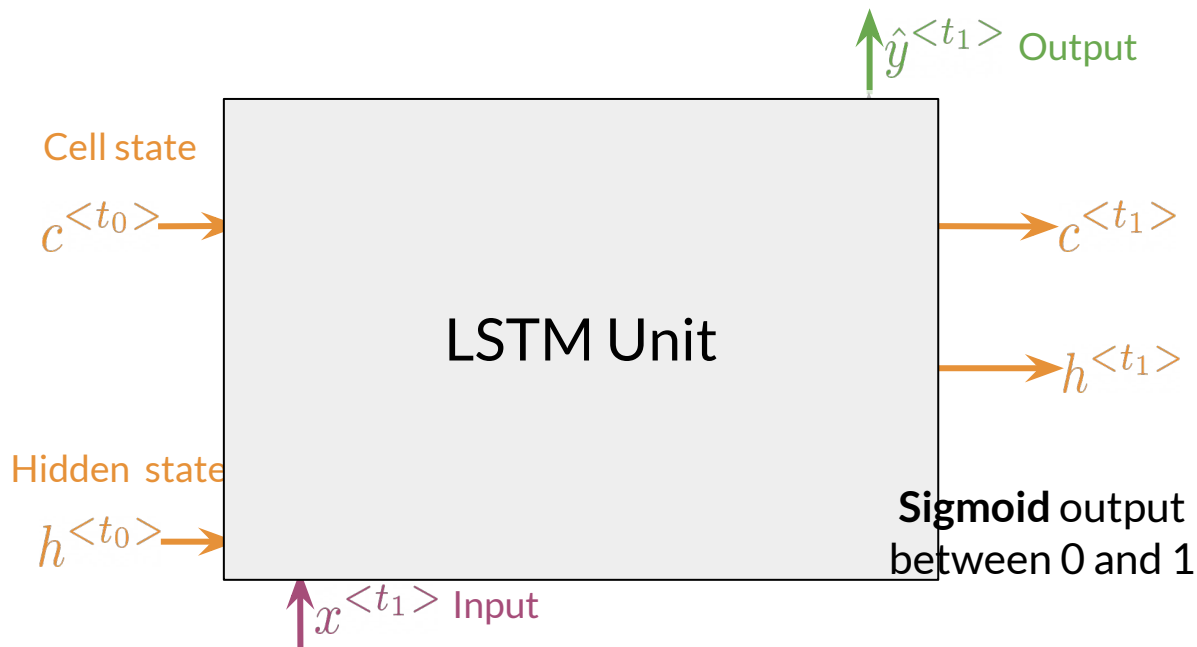 ŷ<t₁> Output
Cell state
c<t₀>
c<t₁>
LSTM Unit
h<t₁>
Hidden state
h<t₀>
Sigmoid output
between 0 and 1
x<t₁> Input